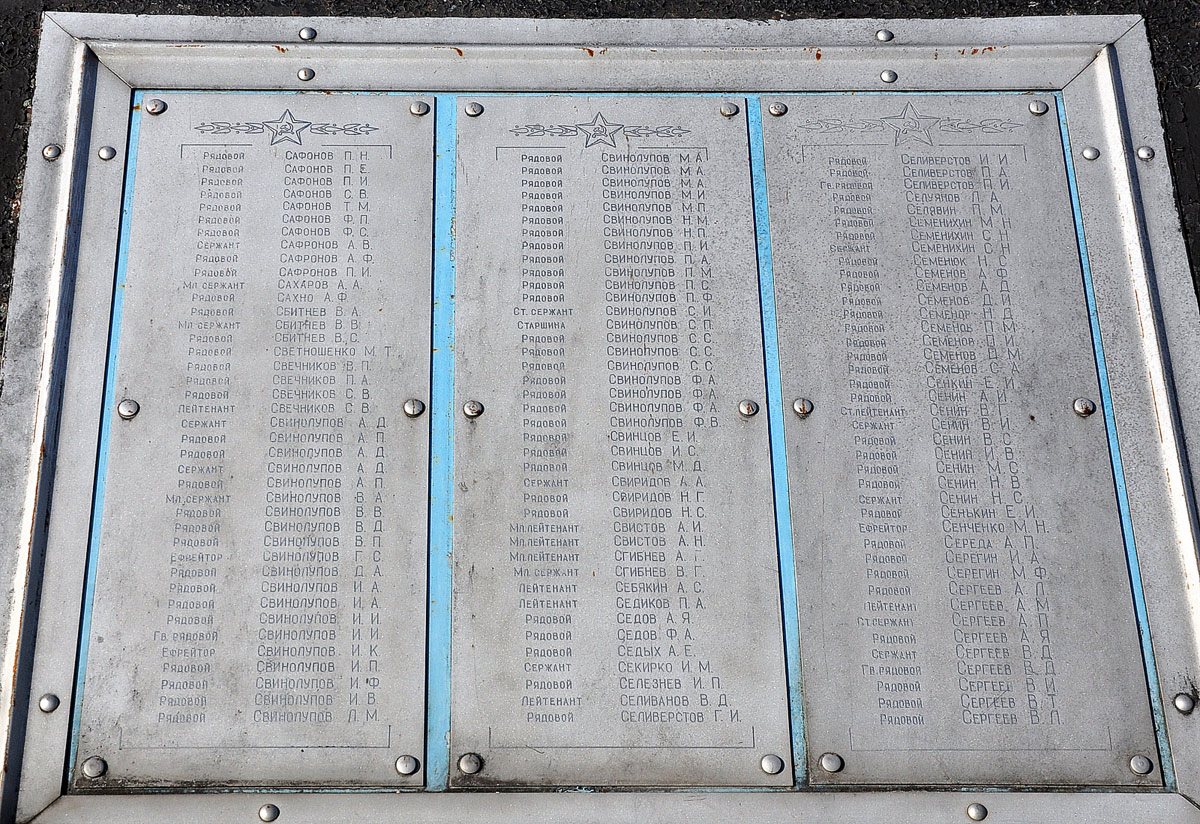 Рядовой Сафонов П. Н.
Рядовой Сафонов П. Е.
Рядовой Сафонов П. И.
Рядовой Сафонов С. В.
Рядовой Сафонов Т. М.
Рядовой Сафонов Ф. П.
Рядовой Сафонов Ф. С.
Сержант Сафронов А. В.
Рядовой Сафронов А. Ф.
Рядовой Сафронов П. И.
Мл. сержант Сахаров А. А.
Рядовой Сахно А. Ф.
Рядовой Сбитнев В. А.
Мл. сержант Сбитнев В. В.
Рядовой Сбитнев В. С.
Рядовой Светношенко М. Т.
Рядовой Свечников В. П.
Рядовой Свечников П. А.
Рядовой Свечников С. В.
Лейтенант Свечников С. В.
Сержант Свинолупов А. Д.
Рядовой Свинолупов А. П.
Рядовой Свинолупов А. Д.
Сержант Свинолупов А. Д.
Рядовой Свинолупов А. П.
Мл. сержант Свинолупов В. А.
Рядовой Свинолупов В. В.
Рядовой Свинолупов В. Д.
Рядовой Свинолупов В. П.
Ефрейтор Свинолупов Г. С.
Рядовой Свинолупов Д. А.
Рядовой Свинолупов И. А.
Рядовой Свинолупов И. А.
Рядовой Свинолупов И. И.
Гв. рядовой Свинолупов И. И.
Ефрейтор Свинолупов И. К.
Рядовой Свинолупов И. П.
Рядовой Свинолупов И. Ф.
Рядовой Свинолупов И. В.
Рядовой Свинолупов Л. М.
Рядовой Свинолупов М. А.
Рядовой Свинолупов М. А.
Рядовой Свинолупов М. А.
Рядовой Свинолупов М. И.
Рядовой Свинолупов М. П.
Рядовой Свинолупов Н. М.
Рядовой Свинолупов Н. П.
Рядовой Свинолупов П. И.
Рядовой Свинолупов П. А.
Рядовой Свинолупов П. М.
Рядовой Свинолупов П. С.
Рядовой Свинолупов П. Ф.
Ст. сержант Свинолупов С. И.
Старшина Свинолупов С. П.
Рядовой Свинолупов С. С.
Рядовой Свинолупов С. С.
Рядовой Свинолупов С. С.
Рядовой Свинолупов Ф. А.
Рядовой Свинолупов Ф. А.
Рядовой Свинолупов Ф. А.
Рядовой Свинолупов Ф. В.
Рядовой Свинцов Е. И.
Рядовой Свинцов И. С.
Рядовой Свинцов М. Д.
Сержант Свиридов А. А.
Рядовой Свиридов Н. Г.
Рядовой Свиридов Н. С.
Мл. лейтенант Свистов А. И.
Мл. лейтенант Свистов А. Н.
Мл. лейтенант Сгибнев А. Г.
Мл. сержант Сгибнев В. Г.
Лейтенант Себякин А. С.
Лейтенант Седиков П. А.
Рядовой Седов А. Я.
Рядовой Седов Ф. А.
Рядовой Седых А. Е.
Сержант Секирко И. М.
Рядовой Селезнев И. П.
Лейтенант Селиванов В. Д.
Рядовой Селиверстов Г. И.
Рядовой Селиверстов И. И.
Рядовой Селиверстов П. А.
Гв. рядовой Селиверстов П. И.
Рядовой Селуянов Л. А.
Рядовой Селявин П. М.
Рядовой Семенихин М. Н.
Рядовой Семенихин С. Н.
Сержант Семенихин С. Н.
Рядовой Семенюк Н. С.
Рядовой Семенов А. Ф.
Рядовой Семенов А. Д.
Рядовой Семенов Д. И.
Рядовой Семенов Н. Д.
Рядовой Семенов П. М.
Рядовой Семенов П. И.
Рядовой Семенов П. М.
Рядовой Семенов С. А.
Рядовой Сенкин Е. И.
Рядовой Сенин А. И.
Ст. лейтенант Сенин В. Г.
Сержант Сенин В. И.
Рядовой Сенин В. С.
Рядовой Сенин И. В.
Рядовой Сенин М. С.
Рядовой Сенин Н. В.
Сержант Сенин Н. С.
Рядовой Сенькин Е. И.
Ефрейтор Сенченко М. Н.
Рядовой Середа А. П.
Рядовой Серегин И. А.
Рядовой Серегин М. Ф.
Рядовой Сергеев А. П.
Лейтенант Сергеев А. М.
Ст. сержант Сергеев А. П.
Рядовой Сергеев А. Я.
Сержант Сергеев В. Д.
Гв. рядовой Сергеев В. Д.
Рядовой Сергеев В. И.
Рядовой Сергеев В. Т.
Рядовой Сергеев В. Л.